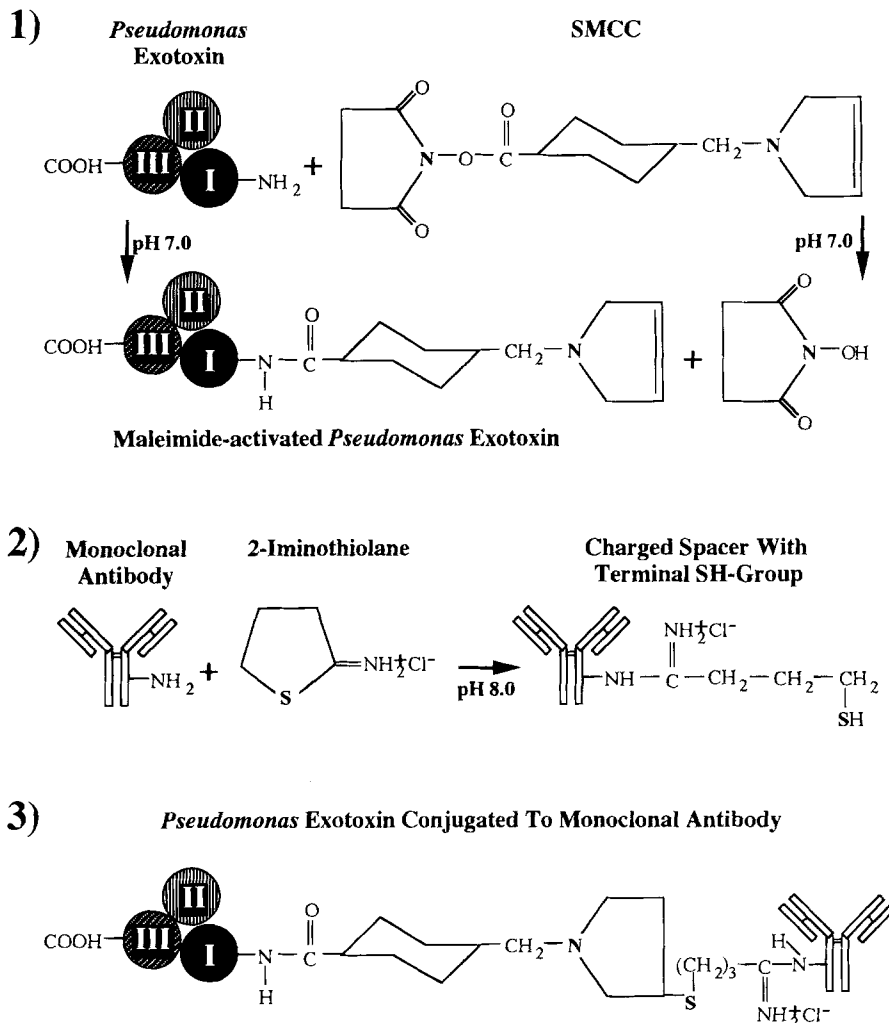 1)
Pseudomonas
Exotoxin
SMCC
II
III
I
COOH
NH2
+
O
O
N
O
C
O
CH2
N
pH 7.0
pH 7.0
II
III
I
COOH
N
H
C
O
CH2
N
+
O
O
N
OH
Maleimide-activated Pseudomonas Exotoxin
2)
Monoclonal
Antibody
2-Iminothiolane
Charged Spacer With
Terminal SH-Group
NH2
+
S
NH2+Cl-
pH 8.0
NH2+Cl-
NH
C
CH2
CH2
CH2
SH
3)
Pseudomonas Exotoxin Conjugated To Monoclonal Antibody
II
III
I
COOH
N
H
C
O
CH2
N
S
(CH2)3
C
H
N
NH2+Cl-